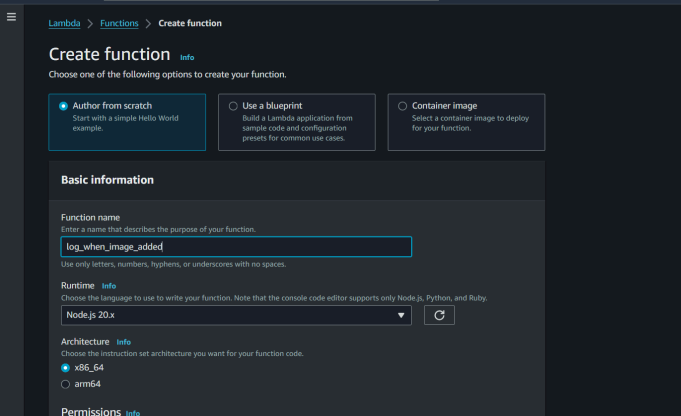 Lambda > Functions > Create function
Create function Info
Choose one of the following options to create your function.
Author from scratch
Start with a simple Hello World
example.
Use a blueprint
Build a Lambda application from
sample code and configuration
presets for common use cases.
Container image
Select a container image to deploy
for your function.
Basic information
Function name
Enter a name that describes the purpose of your function.
log_when_image_added
Use only letters, numbers, hyphens, or underscores with no spaces.
Runtime Info
Choose the language to use to write your function. Note that the console code editor supports only Node.js, Python, and Ruby.
Node.js 20.x
Architecture Info
Choose the instruction set architecture you want for your function code.
x86_64
arm64
Permissions Info